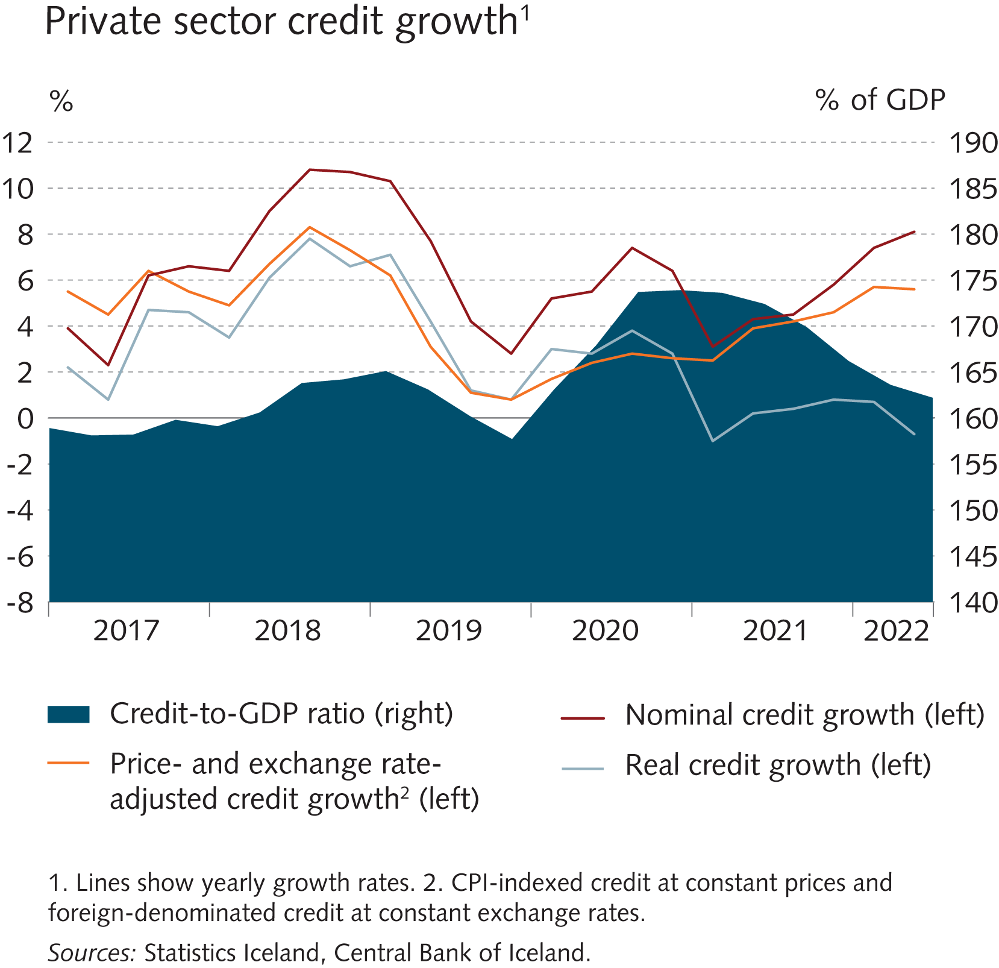 Private sector credit growth¹
%
% of GDP
12
190
10
185
8
180
6
175
4
170
2
165
0
160
-2
155
-4
150
-6
145
-8
140
2017
2018
2019
2020
2021
2022
Credit-to-GDP ratio (right)
Nominal credit growth (left)
Price- and exchange rate-
adjusted credit growth² (left)
Real credit growth (left)
1. Lines show yearly growth rates. 2. CPI-indexed credit at constant prices and
foreign-denominated credit at constant exchange rates.
Sources: Statistics Iceland, Central Bank of Iceland.